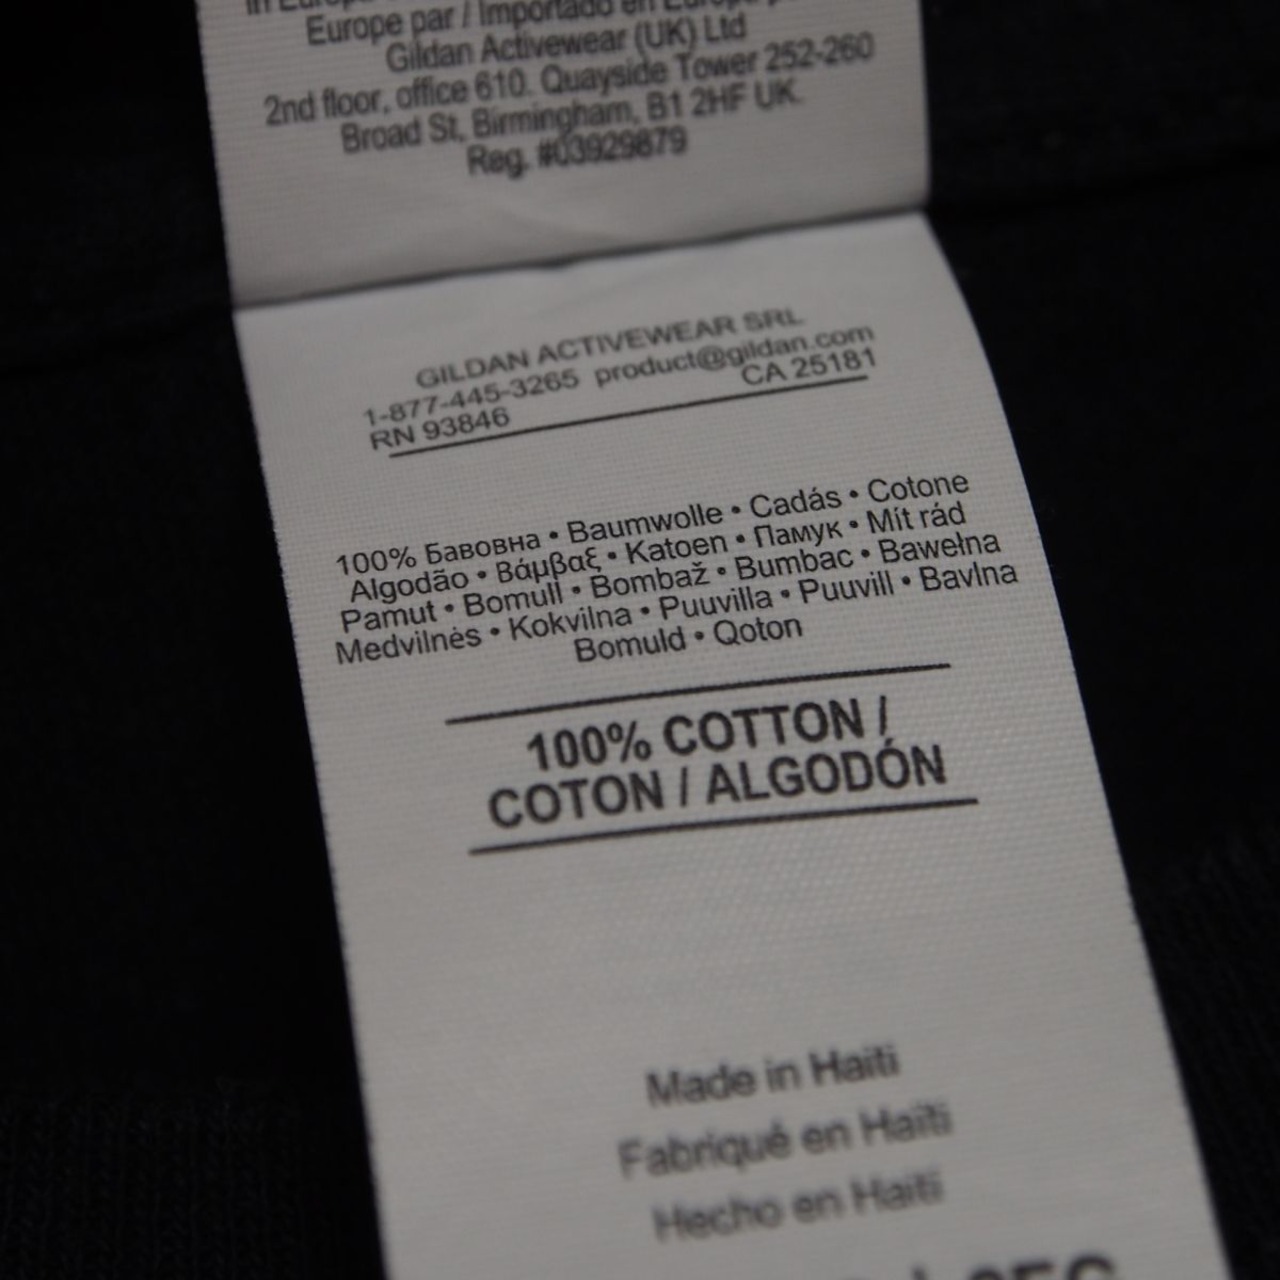 Europe par / Importado en Europa
Gildan Activewear (UK) Ltd
2nd floor, office 610. Quayside Tower 252-260
Broad St, Birmingham, B1 2HF UK.
Reg. #03929879
GILDAN ACTIVEWEAR SRL
1-877-445-3265 product@gildan.com
RN 93846 CA 25181
100% Бавовна • Baumwolle • Cadás • Cotone
Algodão • Βάμβαξ • Katoen • Памук • Mít rád
Pamut • Bomull • Bombaž • Bumbac • Bawełna
Medvilnės • Kokvilna • Puuvilla • Puuvill • Bavlna
Bomuld • Qoton
100% COTTON /
COTON / ALGODÓN
Made in Haiti
Fabriqué en Haïti
Hecho en Haiti